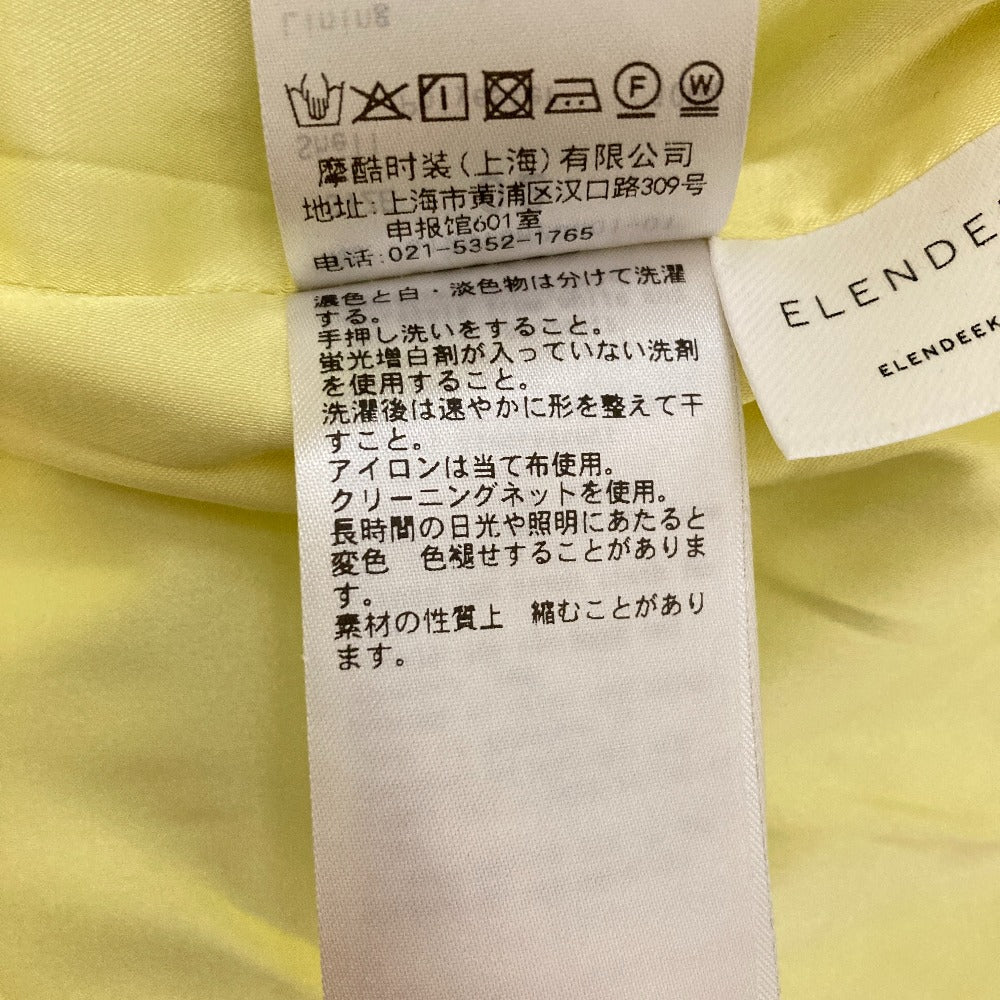 Lining
Shell
F W
摩酷时装(上海)有限公司
地址:上海市黄浦区汉口路309号
申报馆601室
电话:021-5352-1765
濃色と白・淡色物は分けて洗濯
する。
手押し洗いをすること。
蛍光増白剤が入っていない洗剤
を使用すること。
洗濯後は速やかに形を整えて干
すこと。
アイロンは当て布使用。
クリーニングネットを使用。
長時間の日光や照明にあたると
変色 色褪せすることがありま
す。
素材の性質上 縮むことがあり
ます。
ELENDEE
ELENDEEK